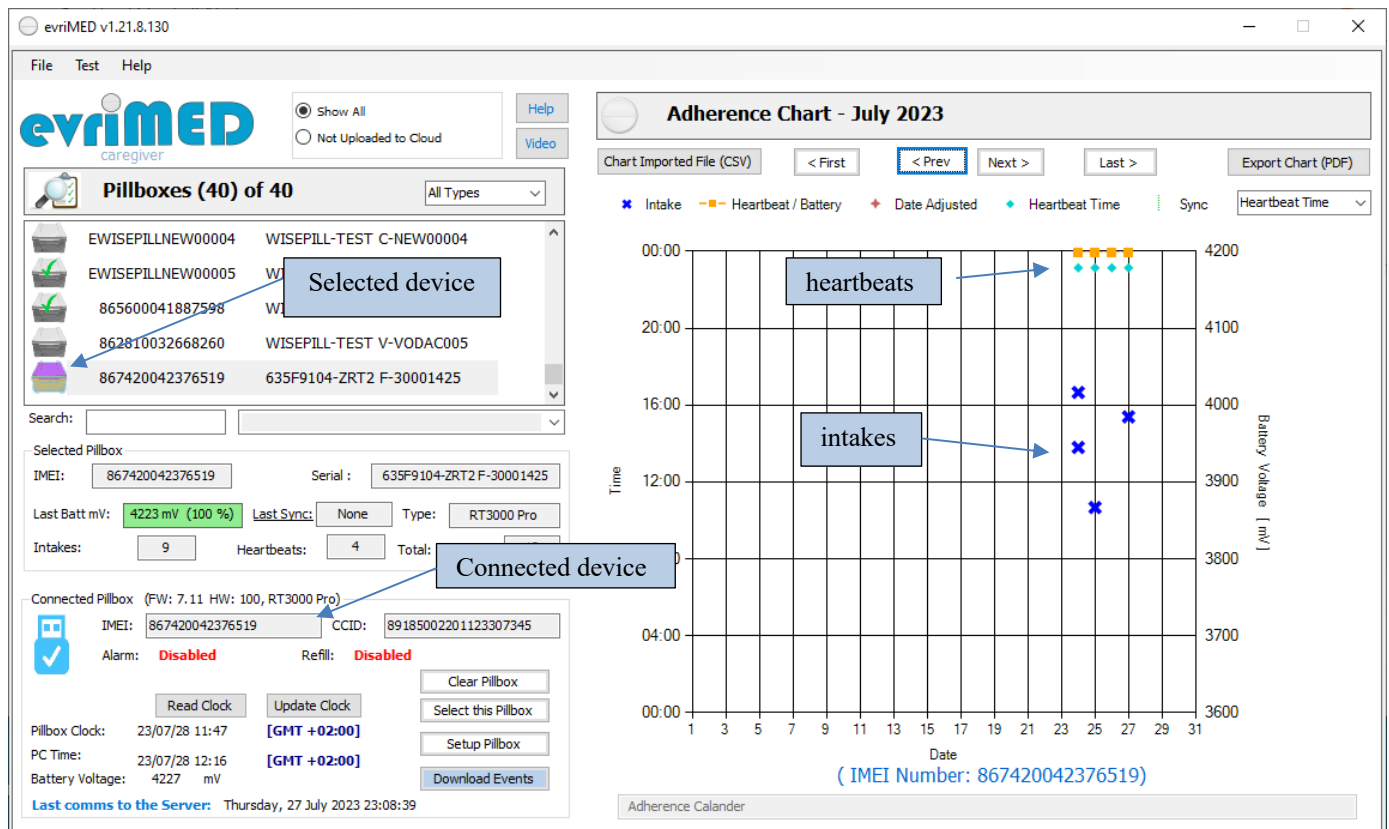 evriMED v1.21.8.130
File Test Help
evriMED
caregiver
Show All
Not Uploaded to Cloud
Help
Video
Pillboxes (40) of 40
All Types
EWISEPILLNEW00004 WISEPILL-TEST C-NEW00004
EWISEPILLNEW00005
865600041887598
862810032668260 WISEPILL-TEST V-VODAC005
867420042376519 635F9104-ZRT2 F-30001425
Selected device
Search:
Selected Pillbox
IMEI: 867420042376519 Serial : 635F9104-ZRT2 F-30001425
Last Batt mV: 4223 mV (100 %) Last Sync: None Type: RT3000 Pro
Intakes: 9 Heartbeats: 4 Total:
Connected device
Connected Pillbox (FW: 7.11 HW: 100, RT3000 Pro)
IMEI: 867420042376519 CCID: 89185002201123307345
Alarm: Disabled Refill: Disabled
Clear Pillbox
Read Clock Update Clock Select this Pillbox
Pillbox Clock: 23/07/28 11:47 [GMT +02:00]
Setup Pillbox
PC Time: 23/07/28 12:16 [GMT +02:00]
Battery Voltage: 4227 mV Download Events
Last comms to the Server: Thursday, 27 July 2023 23:08:39
Adherence Chart - July 2023
Chart Imported File (CSV) < First < Prev Next > Last > Export Chart (PDF)
Intake Heartbeat / Battery Date Adjusted Heartbeat Time Sync Heartbeat Time
00:00 4200
heartbeats
20:00 4100
16:00 4000
intakes
12:00 3900
3800
04:00 3700
00:00 3600
Time
Battery Voltage [mV]
1 3 5 7 9 11 13 15 17 19 21 23 25 27 29 31
Date
( IMEI Number: 867420042376519)
Adherence Calander